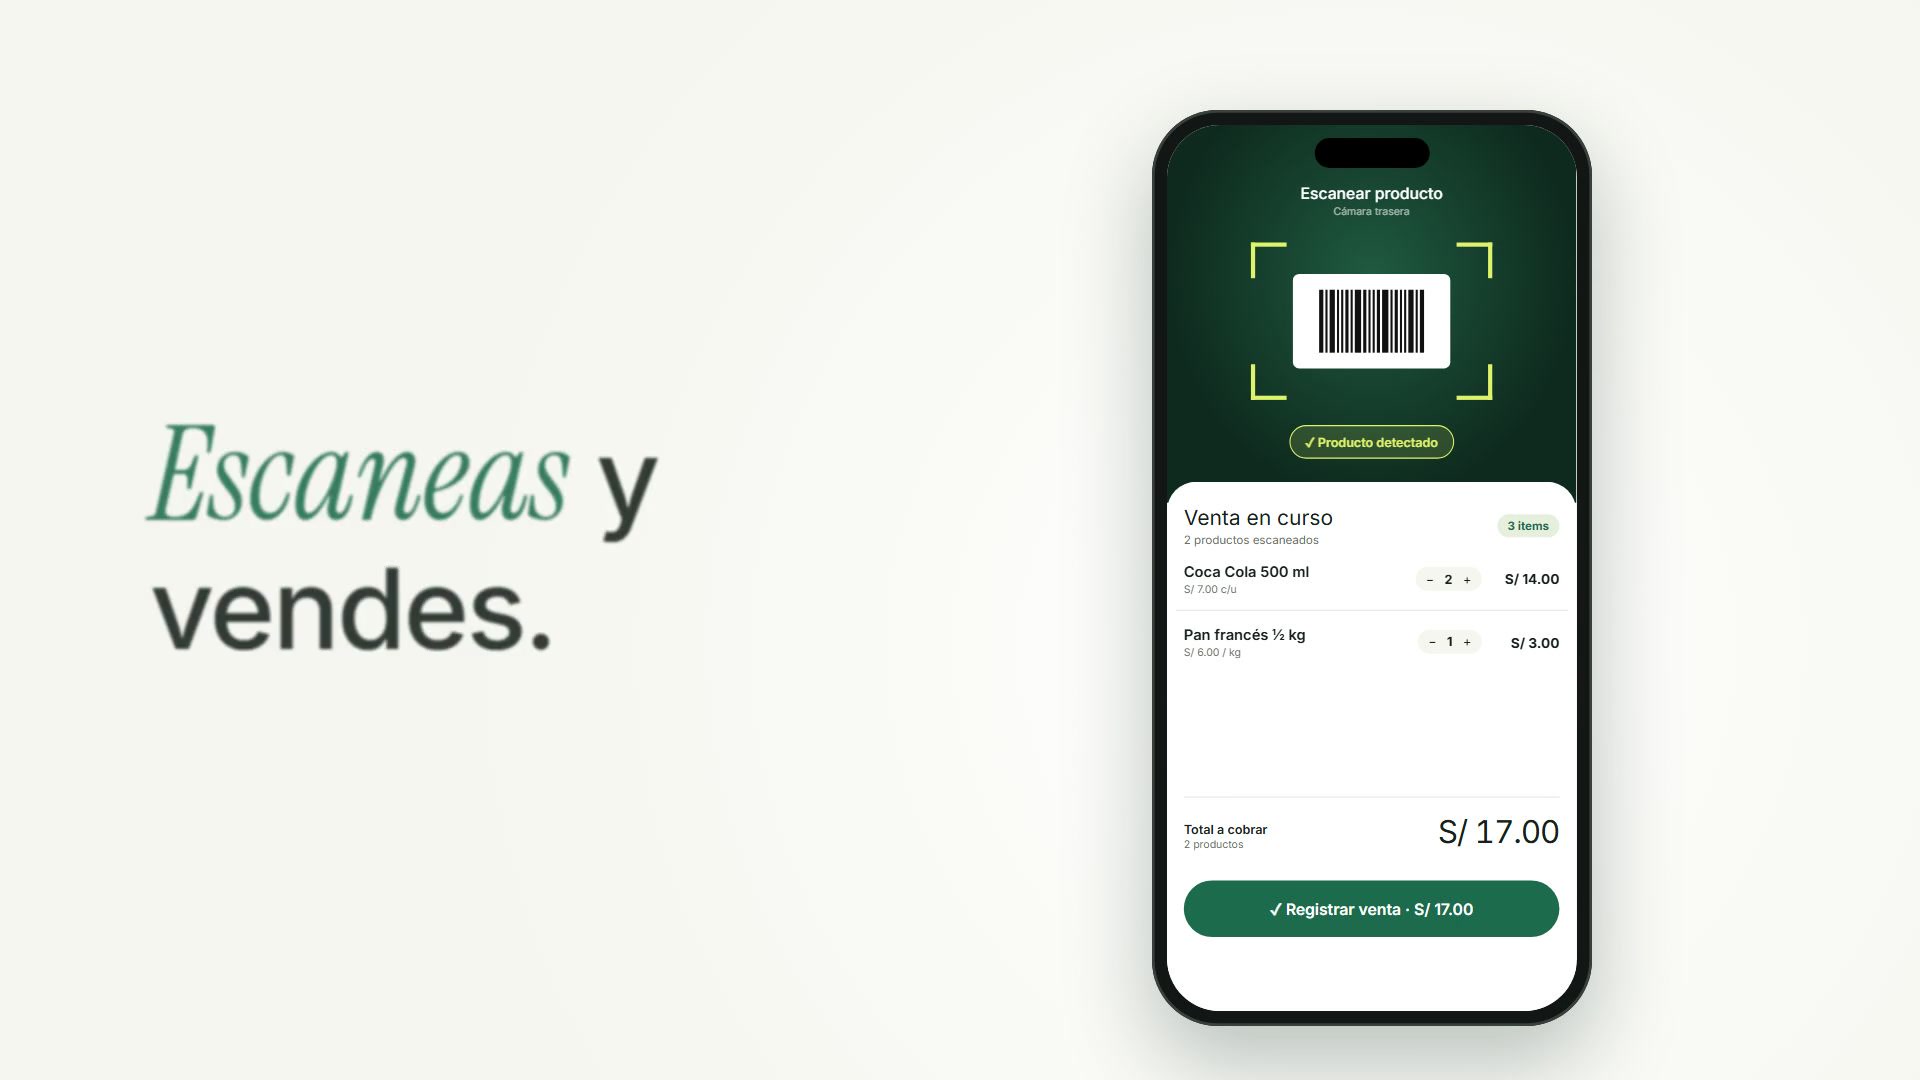 Escaneas y
vendes.
Escanear producto
Cámara trasera
✓ Producto detectado
Venta en curso
3 items
2 productos escaneados
Coca Cola 500 ml
− 2 +
S/ 14.00
S/ 7.00 c/u
Pan francés ½ kg
− 1 +
S/ 3.00
S/ 6.00 / kg
Total a cobrar
S/ 17.00
2 productos
✓ Registrar venta · S/ 17.00